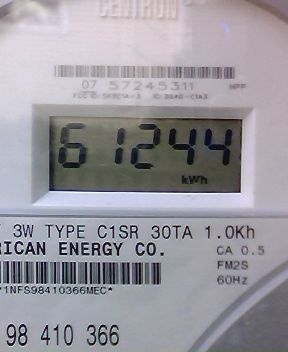 CENTRON
07 57245311
61244
kWh
3W TYPE C1SR 30TA 1.0Kh
RICAN ENERGY CO.
CA 0.5
FM2S
60Hz
1NFS98410366MEC*
98 410 366